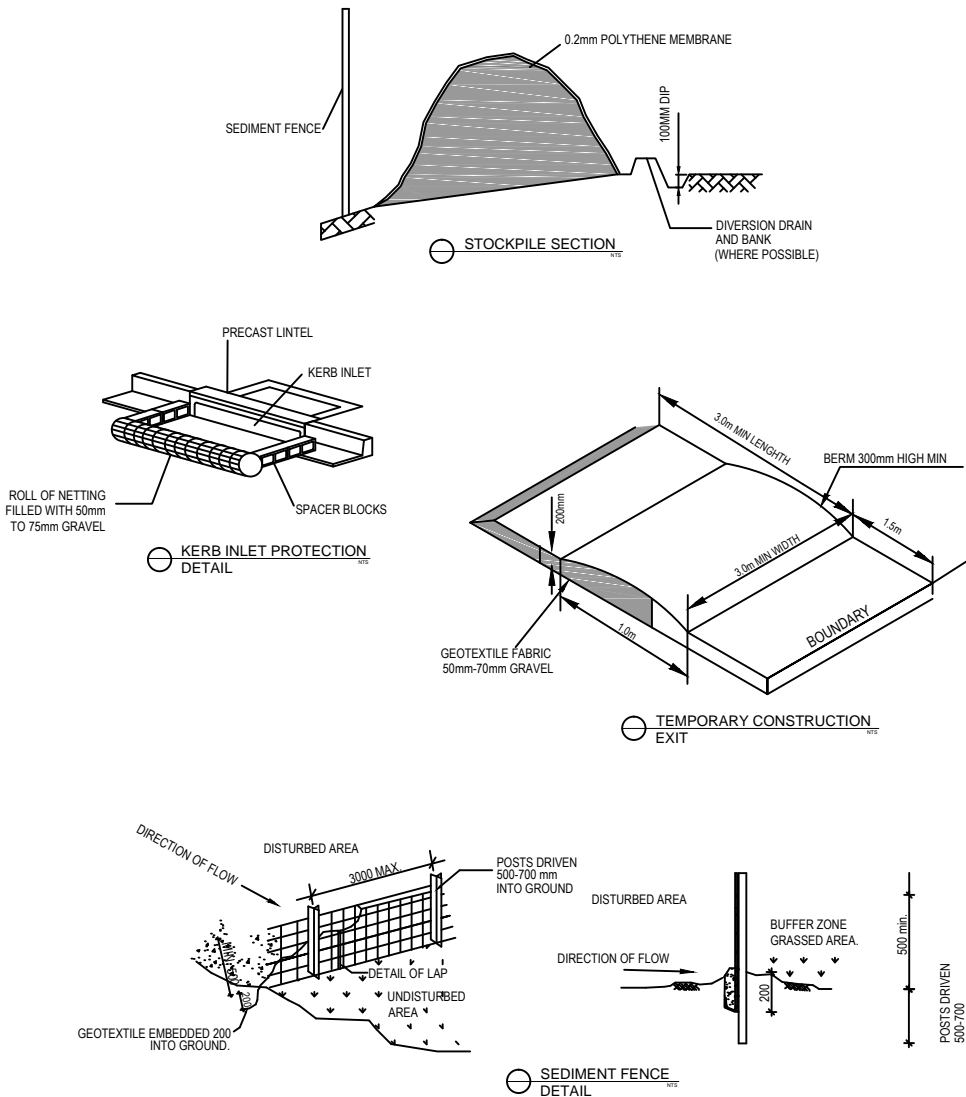 0.2mm POLYTHENE MEMBRANE
SEDIMENT FENCE
100MM DIP
DIVERSION DRAIN
AND BANK
(WHERE POSSIBLE)
STOCKPILE SECTION
NTS
PRECAST LINTEL
KERB INLET
ROLL OF NETTING
FILLED WITH 50mm
TO 75mm GRAVEL
SPACER BLOCKS
KERB INLET PROTECTION
NTS
DETAIL
3.0m MIN LENGHTH
BERM 300mm HIGH MIN
200mm
1.5m
3.0m MIN WIDTH
1.0m
BOUNDARY
GEOTEXTILE FABRIC
50mm-70mm GRAVEL
TEMPORARY CONSTRUCTION
NTS
EXIT
DIRECTION OF FLOW
DISTURBED AREA
3000 MAX.
POSTS DRIVEN
500-700 mm
INTO GROUND
DETAIL OF LAP
UNDISTURBED
AREA
200
GEOTEXTILE EMBEDDED 200
INTO GROUND.
DISTURBED AREA
BUFFER ZONE
GRASSED AREA.
DIRECTION OF FLOW
200
500 min.
POSTS DRIVEN
500-700
SEDIMENT FENCE
NTS
DETAIL